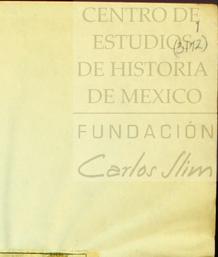 CENTRO DE
ESTUDIOS
DE HISTORIA
DE MEXICO
FUNDACIÓN
Carlos Slim